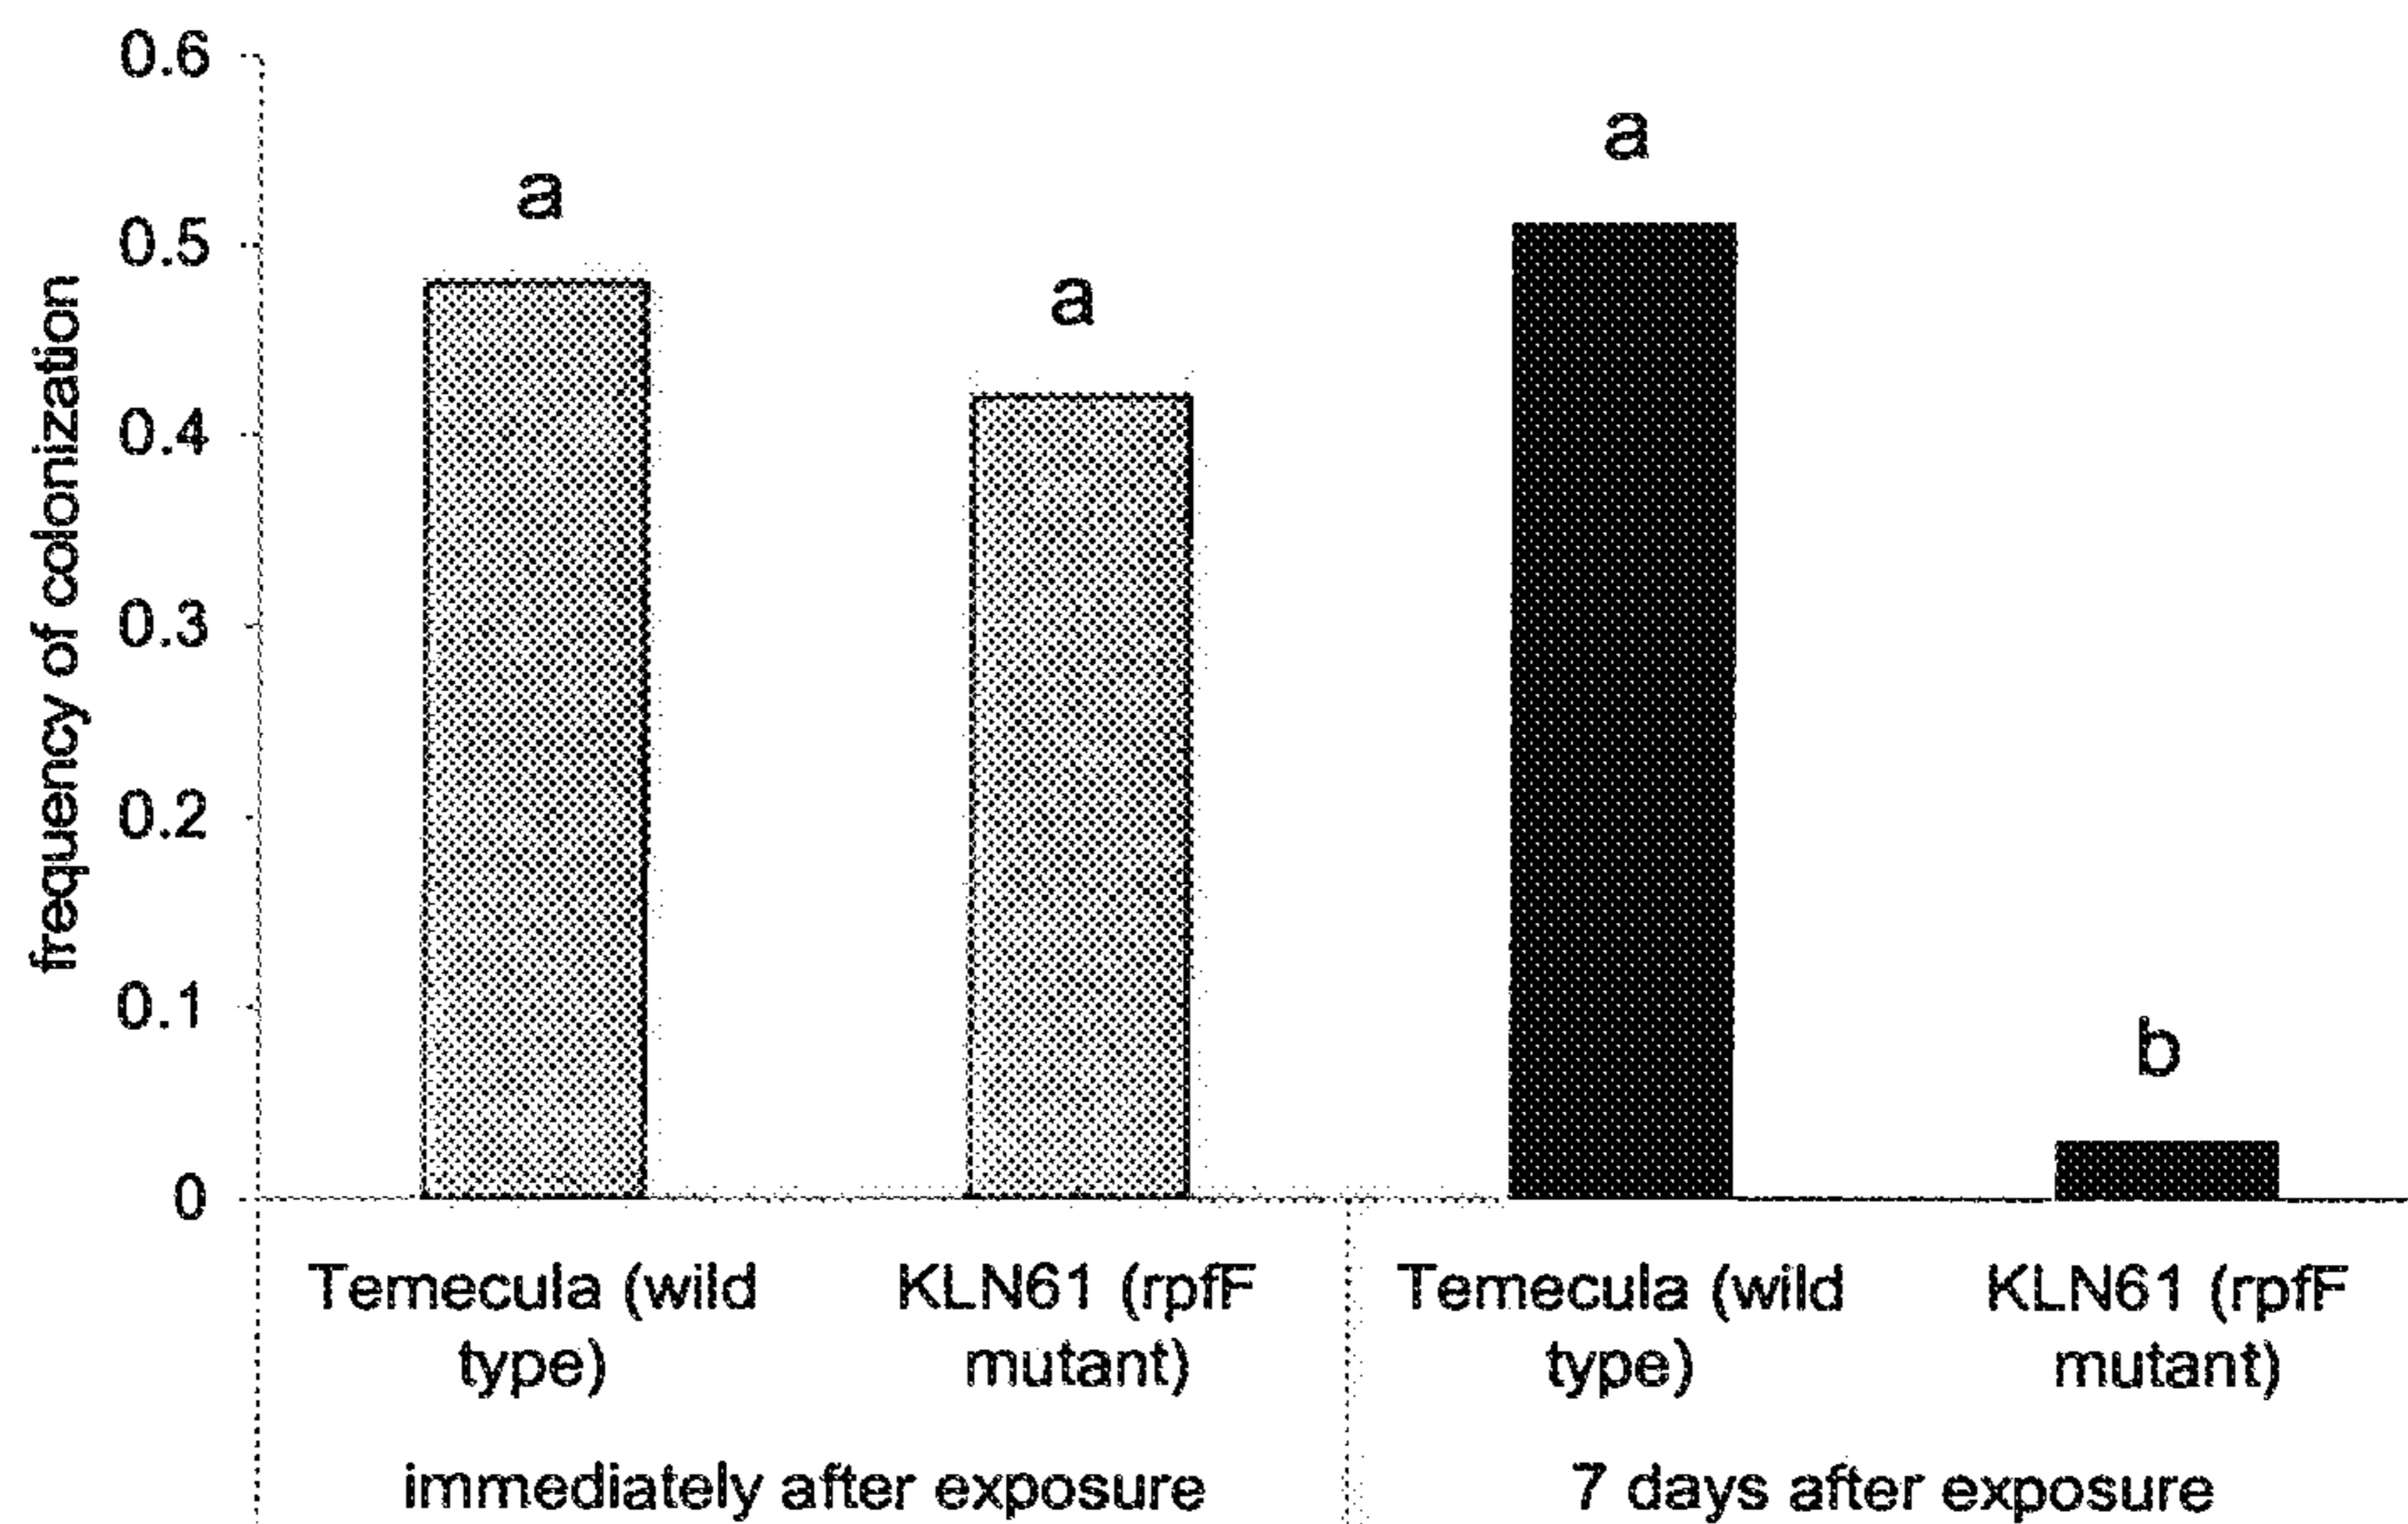 frequency of colonization
0.6
0.5
0.4
0.3
0.2
0.1
0
a
a
a
b
Temecula (wild
type)
KLN61 (rpfF
mutant)
Temecula (wild
type)
KLN61 (rpfF
mutant)
immediately after exposure
7 days after exposure